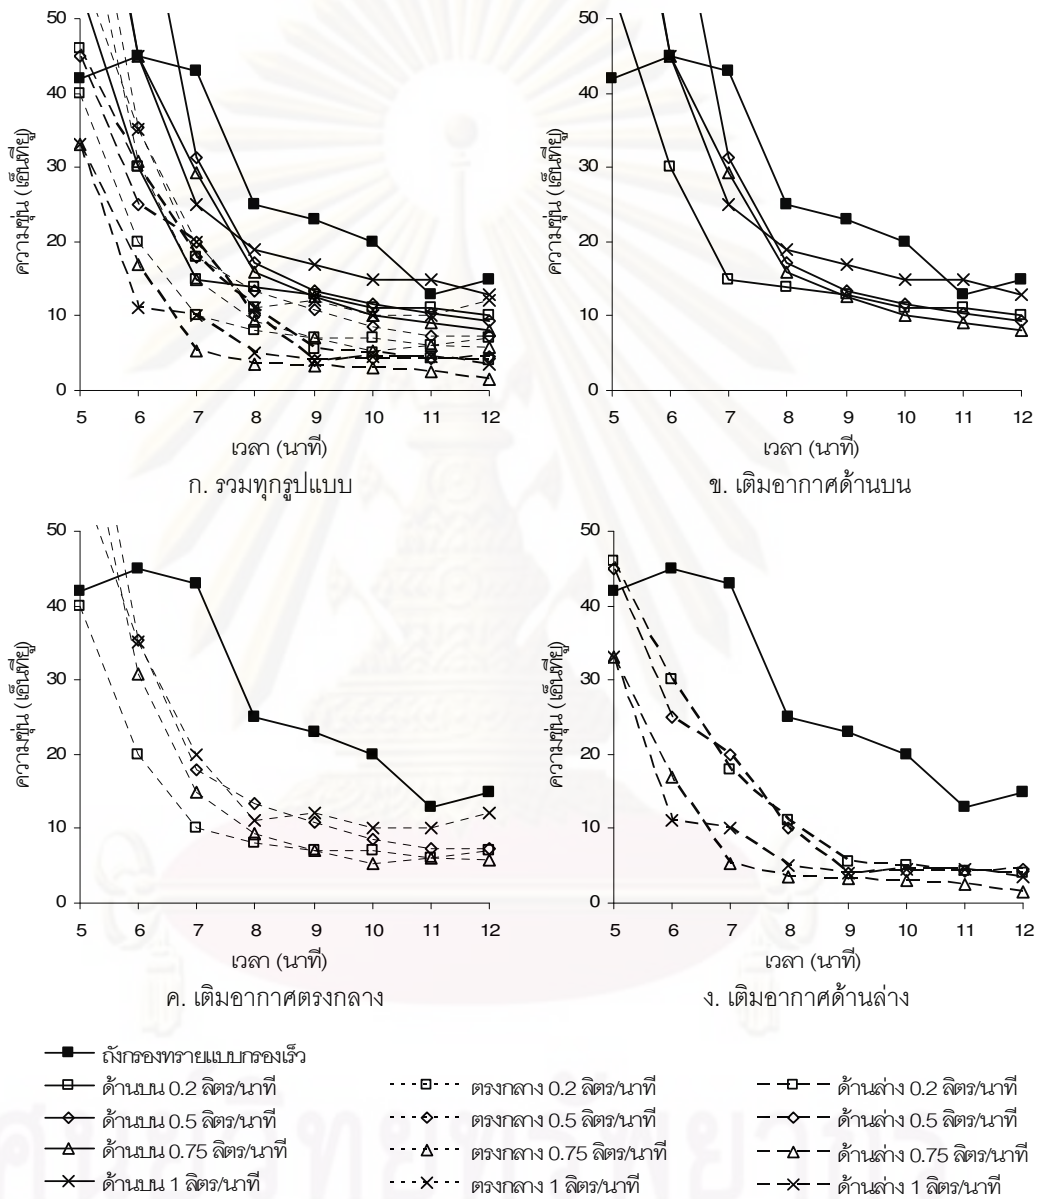 50
40
30
20
10
0
ความขุ่น (เอ็นทียู)
5 6 7 8 9 10 11 12
เวลา (นาที)
ก. รวมทุกรูปแบบ
50
40
30
20
10
0
ความขุ่น (เอ็นทียู)
5 6 7 8 9 10 11 12
เวลา (นาที)
ข. เติมอากาศด้านบน
50
40
30
20
10
0
ความขุ่น (เอ็นทียู)
5 6 7 8 9 10 11 12
เวลา (นาที)
ค. เติมอากาศตรงกลาง
50
40
30
20
10
0
ความขุ่น (เอ็นทียู)
5 6 7 8 9 10 11 12
เวลา (นาที)
ง. เติมอากาศด้านล่าง
ถังกรองทรายแบบกรองเร็ว
ด้านบน 0.2 ลิตร/นาที ตรงกลาง 0.2 ลิตร/นาที ด้านล่าง 0.2 ลิตร/นาที
ด้านบน 0.5 ลิตร/นาที ตรงกลาง 0.5 ลิตร/นาที ด้านล่าง 0.5 ลิตร/นาที
ด้านบน 0.75 ลิตร/นาที ตรงกลาง 0.75 ลิตร/นาที ด้านล่าง 0.75 ลิตร/นาที
ด้านบน 1 ลิตร/นาที ตรงกลาง 1 ลิตร/นาที ด้านล่าง 1 ลิตร/นาที